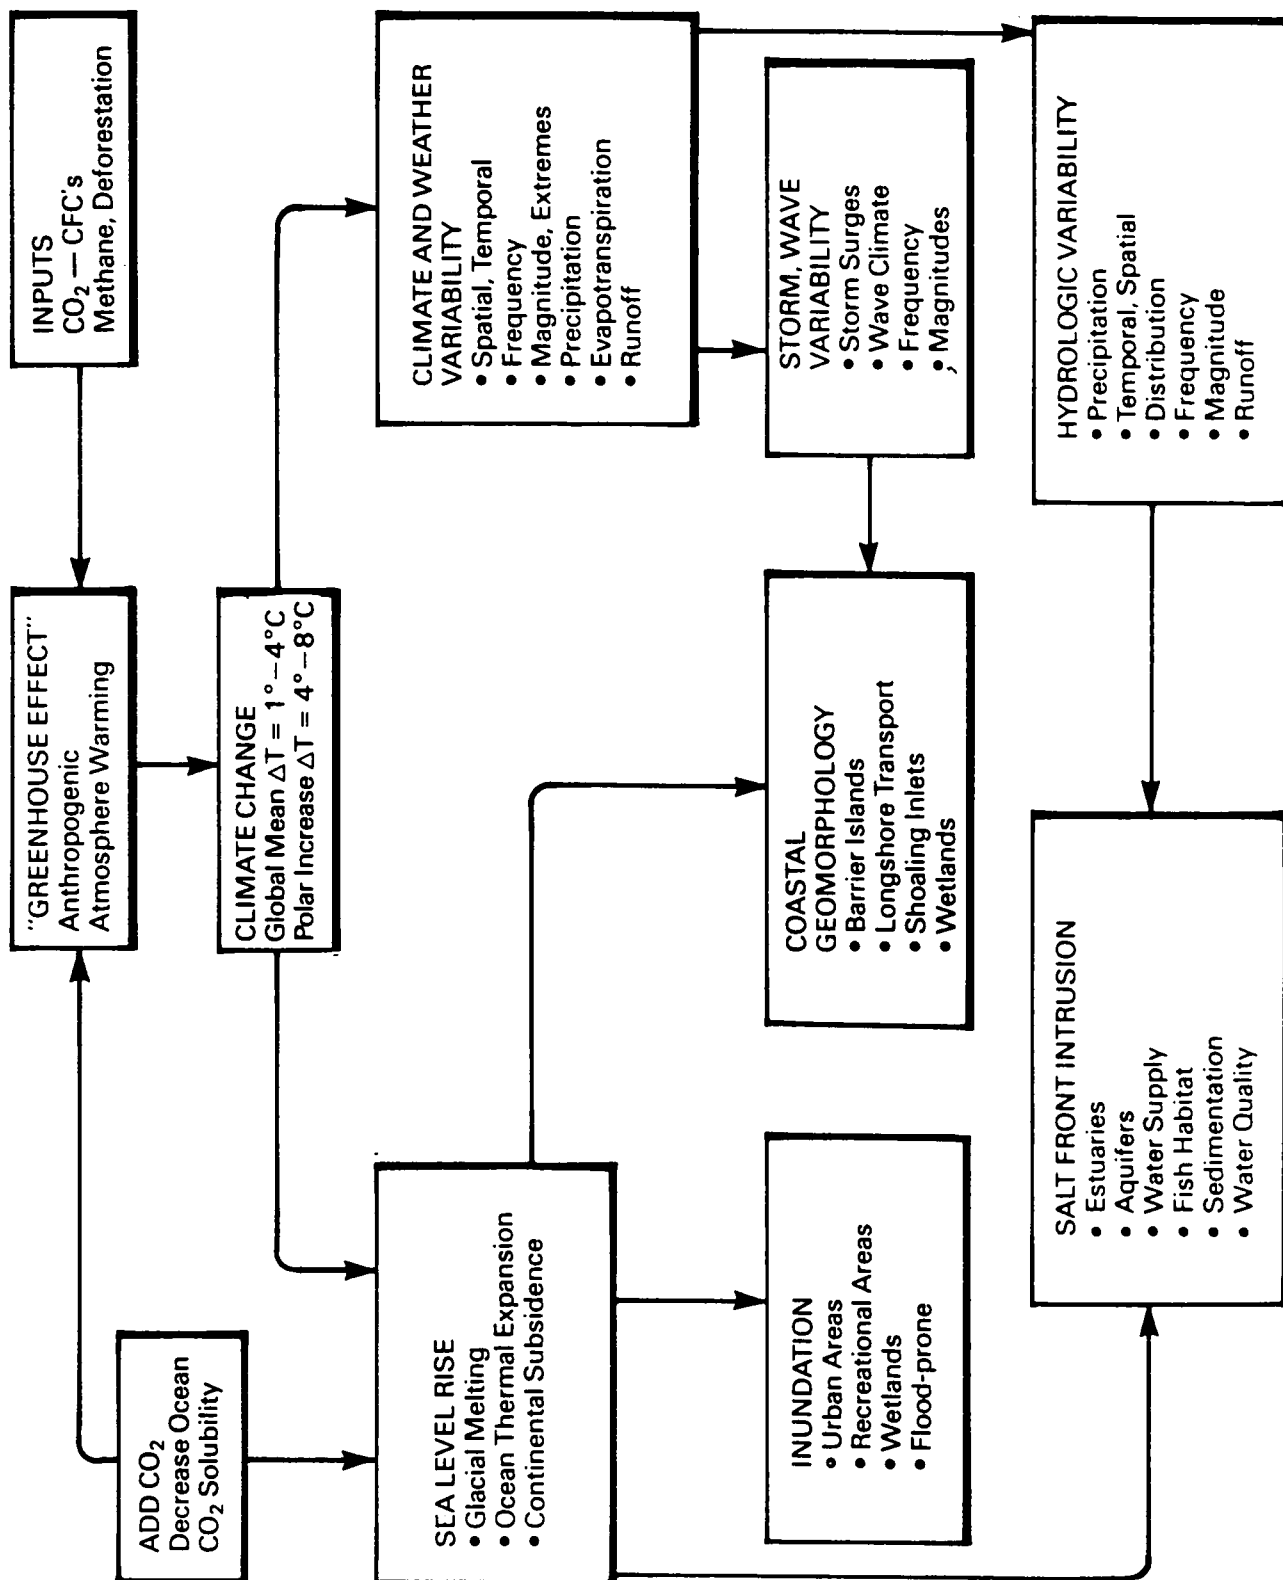 INPUTS
CO₂ — CFC's
Methane, Deforestation
"GREENHOUSE EFFECT"
Anthropogenic
Atmosphere Warming
ADD CO₂
Decrease Ocean
CO₂ Solubility
CLIMATE CHANGE
Global Mean ΔT = 1°–4°C
Polar Increase ΔT = 4°–8°C
SEA LEVEL RISE
• Glacial Melting
• Ocean Thermal Expansion
• Continental Subsidence
CLIMATE AND WEATHER
VARIABILITY
• Spatial, Temporal
• Frequency
• Magnitude, Extremes
• Precipitation
• Evapotranspiration
• Runoff
INUNDATION
• Urban Areas
• Recreational Areas
• Wetlands
• Flood-prone
COASTAL
GEOMORPHOLOGY
• Barrier Islands
• Longshore Transport
• Shoaling Inlets
• Wetlands
STORM, WAVE
VARIABILITY
• Storm Surges
• Wave Climate
• Frequency
• Magnitudes
SALT FRONT INTRUSION
• Estuaries
• Aquifers
• Water Supply
• Fish Habitat
• Sedimentation
• Water Quality
HYDROLOGIC VARIABILITY
• Precipitation
• Temporal, Spatial
• Distribution
• Frequency
• Magnitude
• Runoff